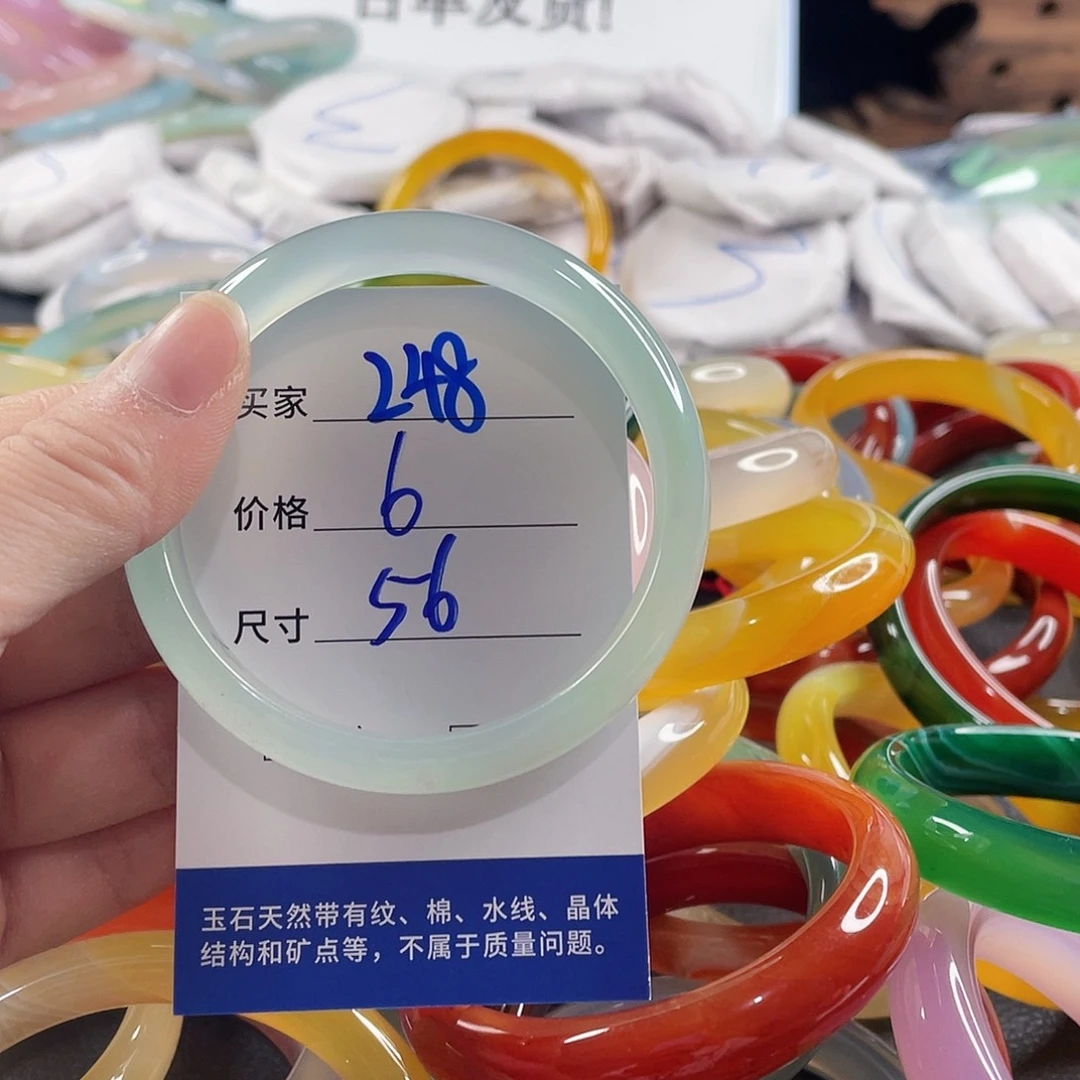 买家 248
价格 6
尺寸 56
玉石天然带有纹、棉、水线、晶体
结构和矿点等，不属于质量问题。